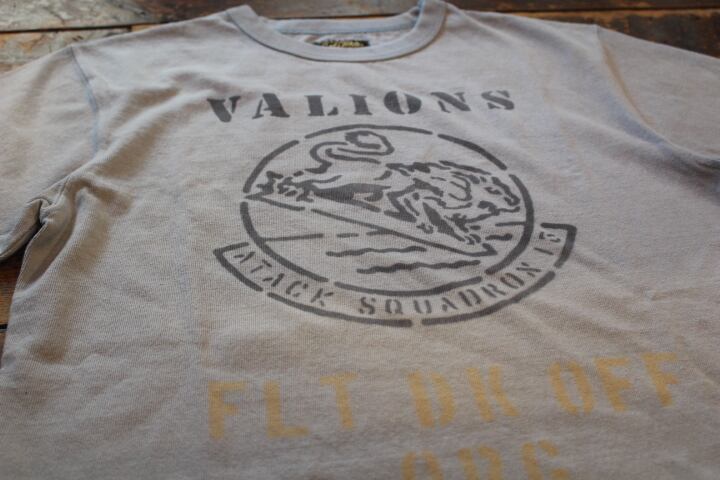 VALIONS
ATACK SQUADRON 15
FLT DK OFF